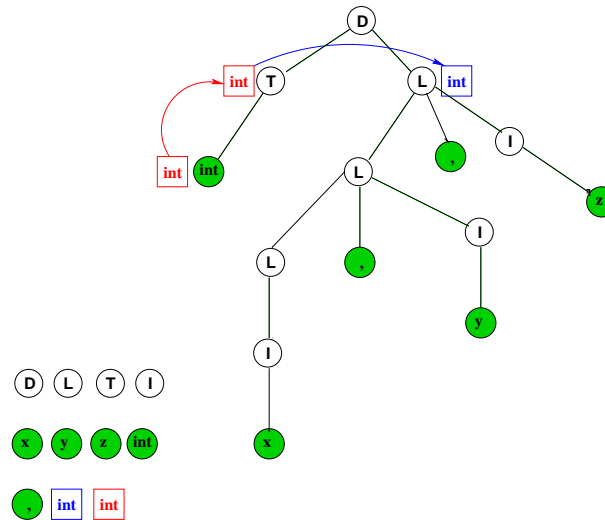 D
int T L int
,
I
int int L
z
I
L ,
y
I
D L T I
x y z int
x
, int int